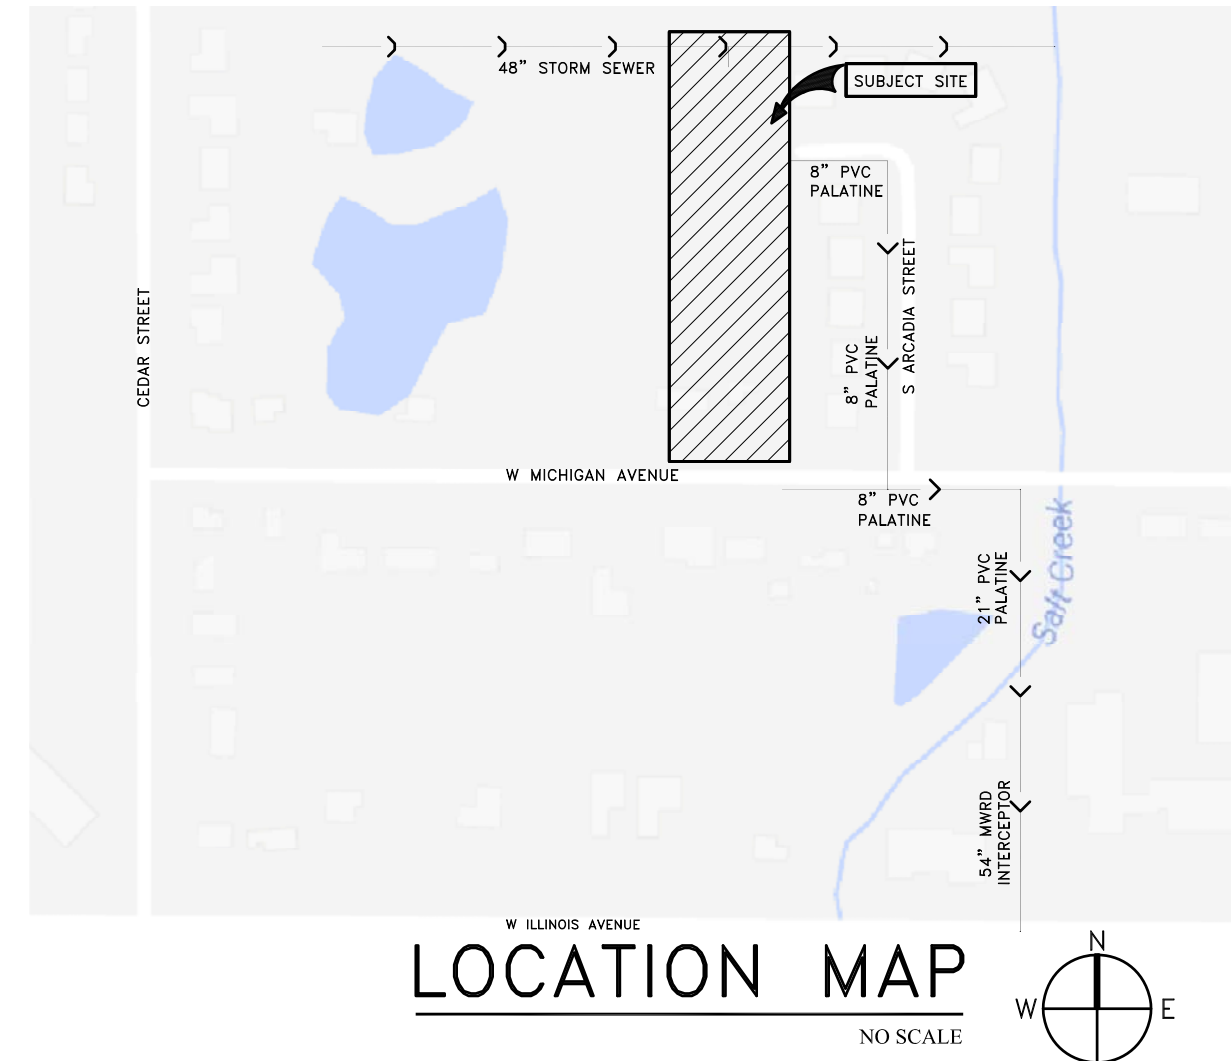 48" STORM SEWER
SUBJECT SITE
8" PVC
PALATINE
S ARCADIA STREET
8" PVC
PALATINE
CEDAR STREET
W MICHIGAN AVENUE
8" PVC
PALATINE
21" PVC
PALATINE
Salt Creek
54" MWRD
INTERCEPTOR
W ILLINOIS AVENUE
LOCATION MAP
NO SCALE
N
W
E